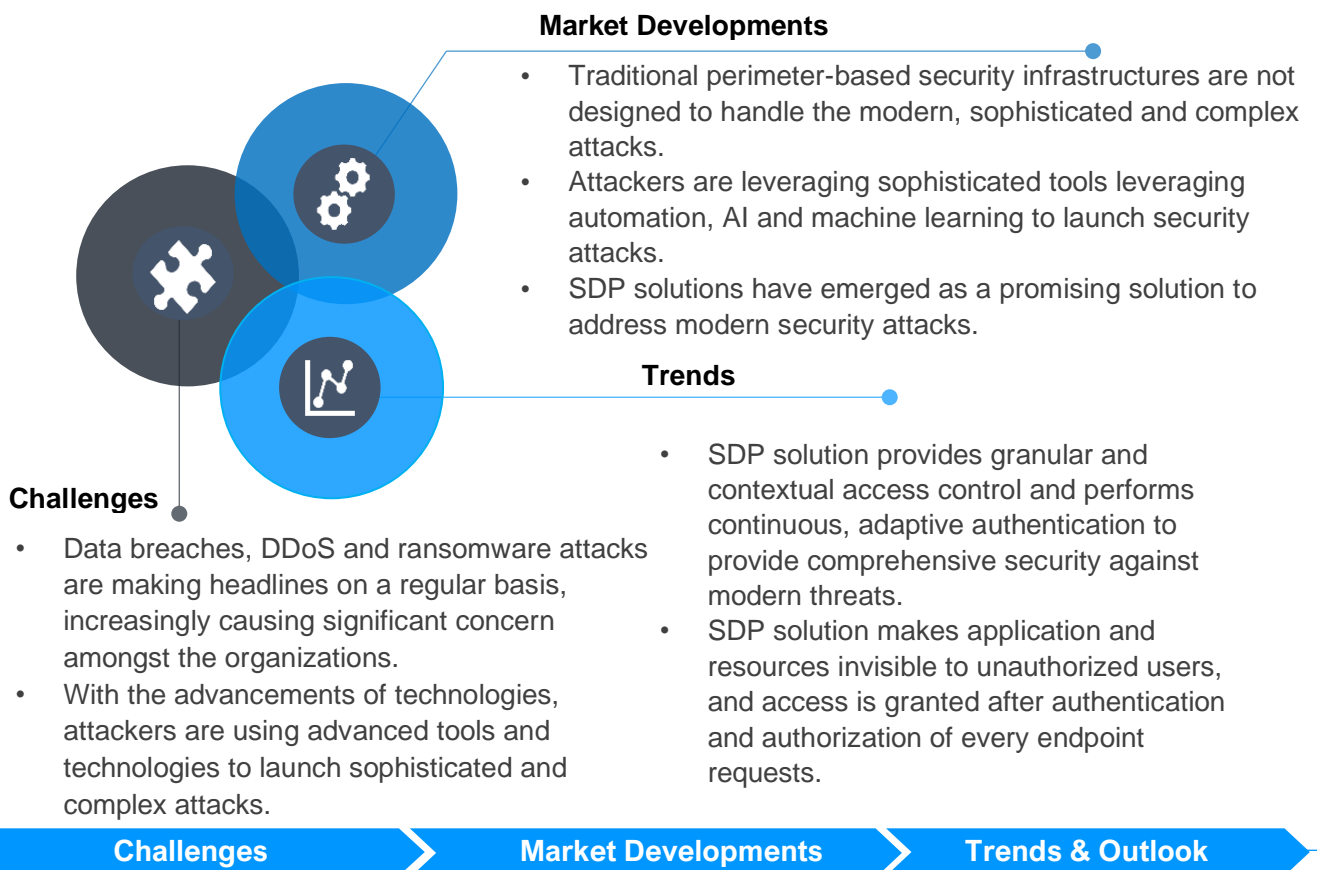 Market Developments
• Traditional perimeter-based security infrastructures are not
designed to handle the modern, sophisticated and complex
attacks.
• Attackers are leveraging sophisticated tools leveraging
automation, AI and machine learning to launch security
attacks.
• SDP solutions have emerged as a promising solution to
address modern security attacks.
Trends
• SDP solution provides granular and
contextual access control and performs
continuous, adaptive authentication to
provide comprehensive security against
modern threats.
• SDP solution makes application and
resources invisible to unauthorized users,
and access is granted after authentication
and authorization of every endpoint
requests.
Challenges
• Data breaches, DDoS and ransomware attacks
are making headlines on a regular basis,
increasingly causing significant concern
amongst the organizations.
• With the advancements of technologies,
attackers are using advanced tools and
technologies to launch sophisticated and
complex attacks.
Challenges
Market Developments
Trends & Outlook